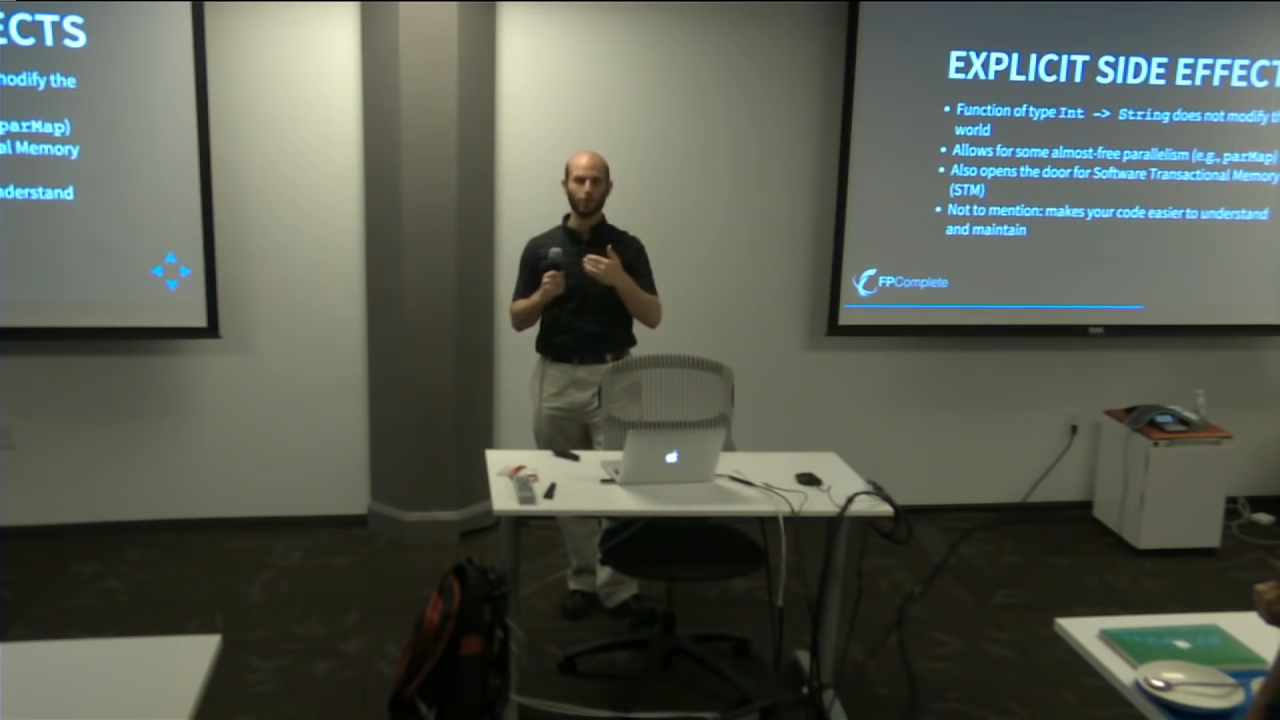 ECTS
modify the
parMap)
al Memory
nderstand
EXPLICIT SIDE EFFECT
• Function of type Int -> String does not modify th
world
• Allows for some almost-free parallelism (e.g., parMap)
• Also opens the door for Software Transactional Memory
(STM)
• Not to mention: makes your code easier to understand
and maintain
FPComplete